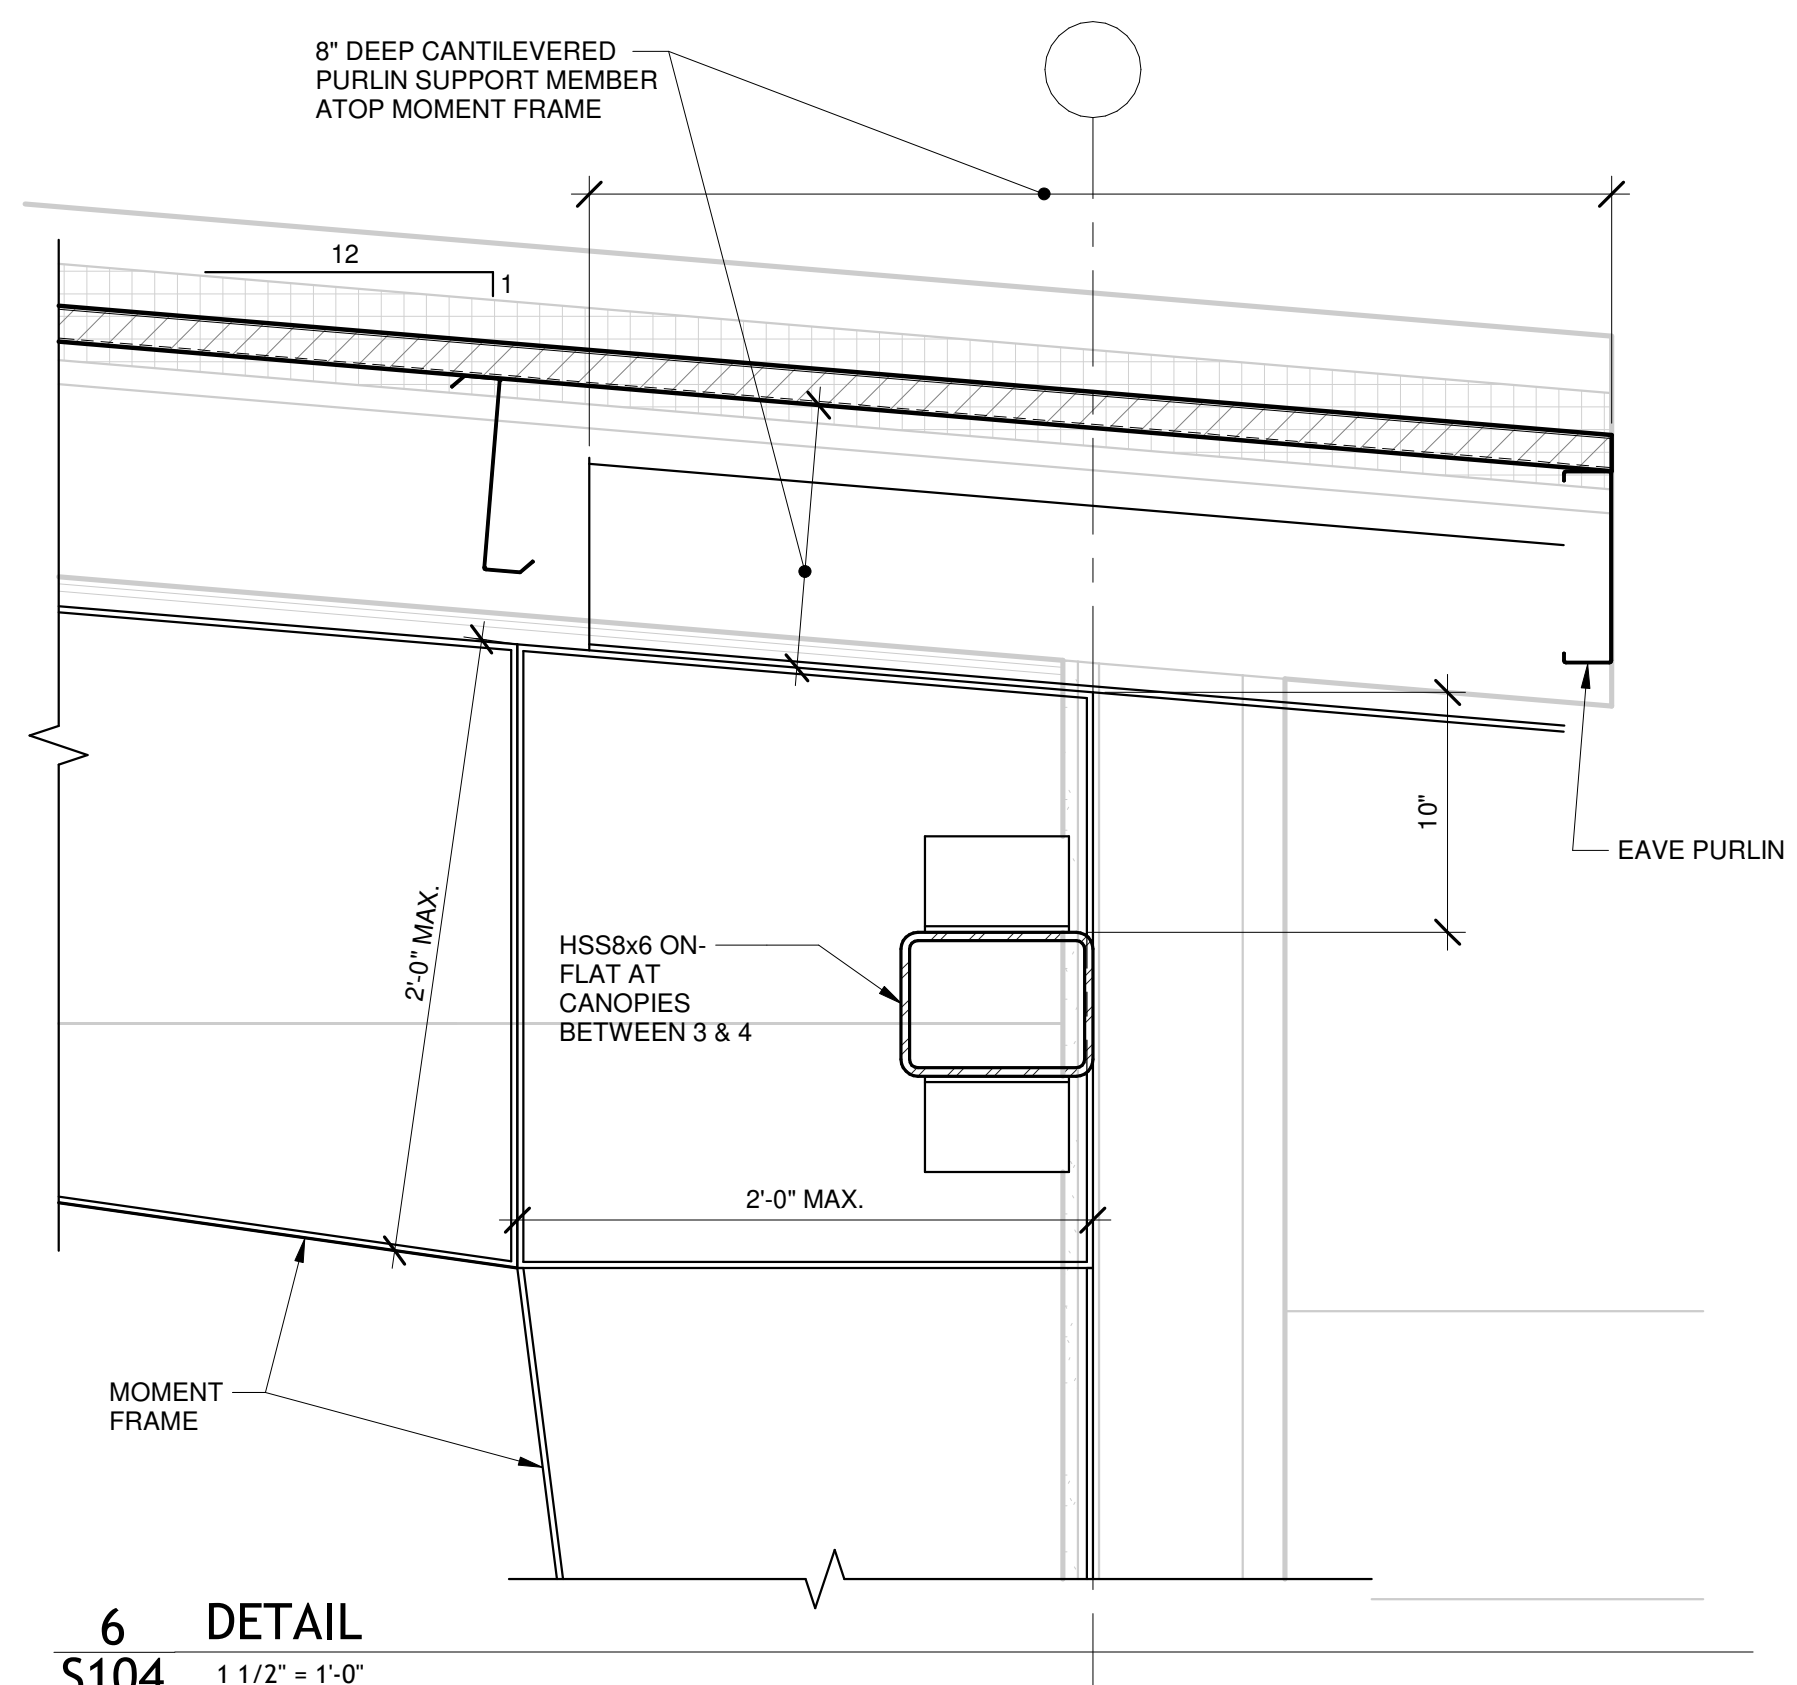 8" DEEP CANTILEVERED
PURLIN SUPPORT MEMBER
ATOP MOMENT FRAME
12
1
10"
EAVE PURLIN
2'-0" MAX.
HSS8x6 ON-
FLAT AT
CANOPIES
BETWEEN 3 & 4
2'-0" MAX.
MOMENT
FRAME
6
DETAIL
S104
1 1/2" = 1'-0"